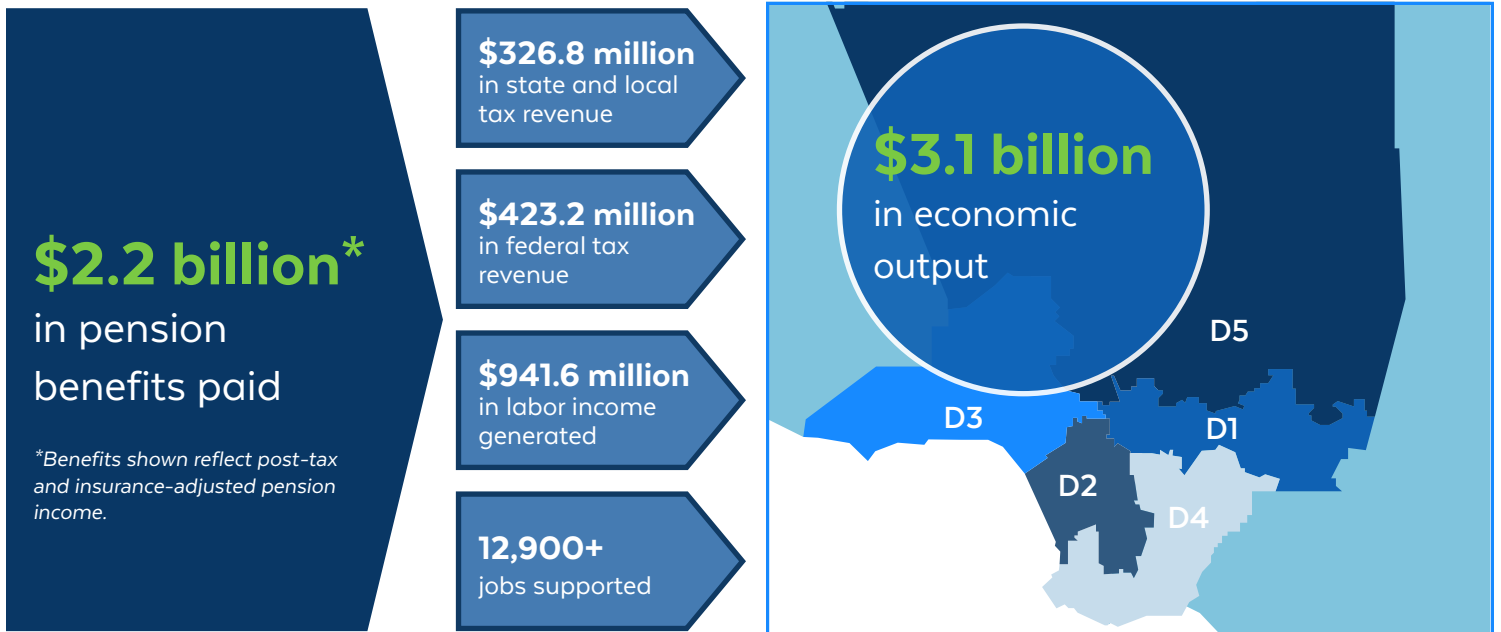 $2.2 billion*
in pension
benefits paid
*Benefits shown reflect post-tax
and insurance-adjusted pension
income.
$326.8 million
in state and local
tax revenue
$423.2 million
in federal tax
revenue
$941.6 million
in labor income
generated
12,900+
jobs supported
$3.1 billion
in economic
output
D5
D3
D1
D2
D4